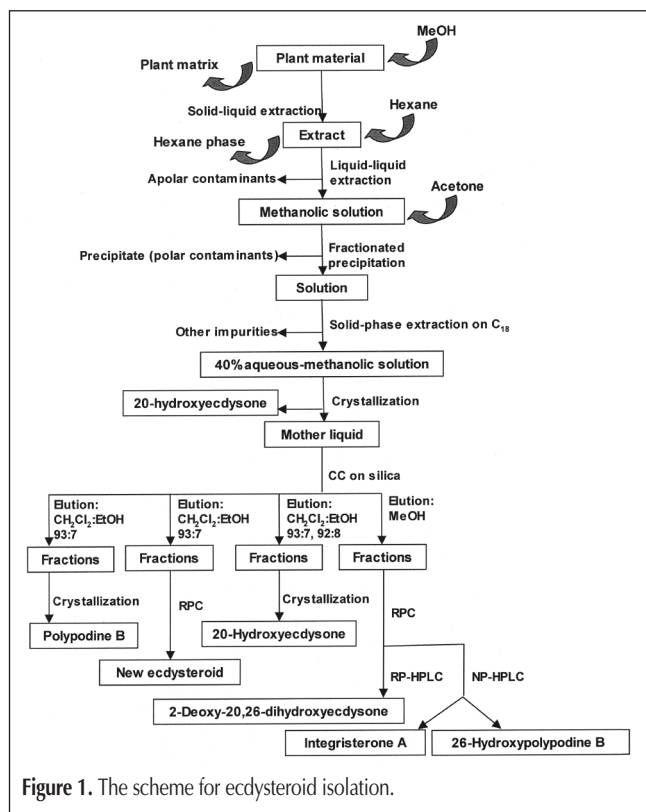 MeOH
Plant material
Plant matrix
Solid-liquid extraction
Hexane
Extract
Hexane phase
Liquid-liquid
extraction
Apolar contaminants
Acetone
Methanolic solution
Fractionated
precipitation
Precipitate (polar contaminants)
Solution
Solid-phase extraction on C₁₈
Other impurities
40% aqueous-methanolic solution
Crystallization
20-hydroxyecdysone
Mother liquid
CC on silica
Elution:
CH₂Cl₂:EtOH
93:7
Elution:
CH₂Cl₂:EtOH
93:7
Elution:
CH₂Cl₂:EtOH
93:7, 92:8
Elution:
MeOH
Fractions
Fractions
Fractions
Fractions
Crystallization
RPC
Crystallization
RPC
Polypodine B
20-Hydroxyecdysone
New ecdysteroid
RP-HPLC
NP-HPLC
2-Deoxy-20,26-dihydroxyecdysone
Integristerone A
26-Hydroxypolypodine B
Figure 1. The scheme for ecdysteroid isolation.